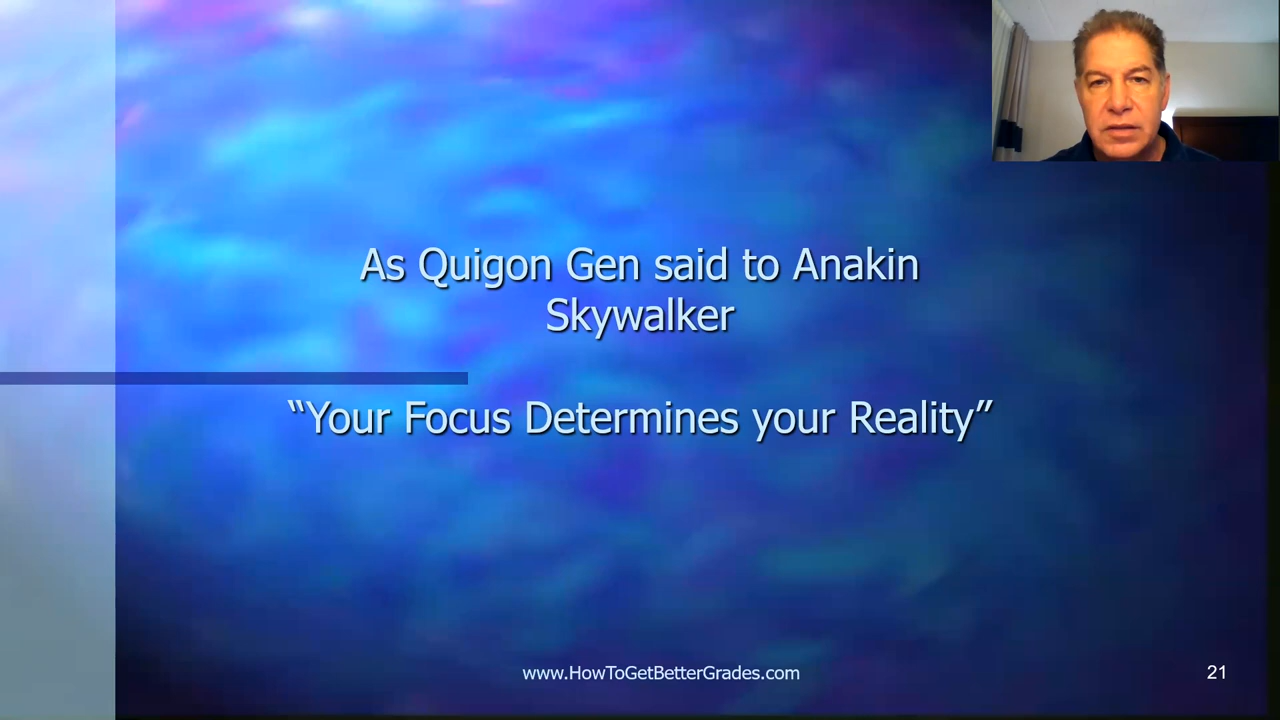 As Quigon Gen said to Anakin
Skywalker
“Your Focus Determines your Reality”
www.HowToGetBetterGrades.com
21